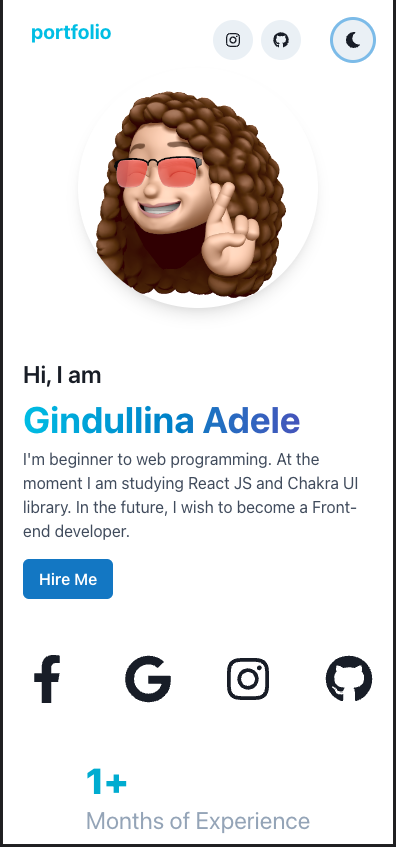 portfolio
Hi, I am
Gindullina Adele
I'm beginner to web programming. At the
moment I am studying React JS and Chakra UI
library. In the future, I wish to become a Front-
end developer.
Hire Me
1+
Months of Experience